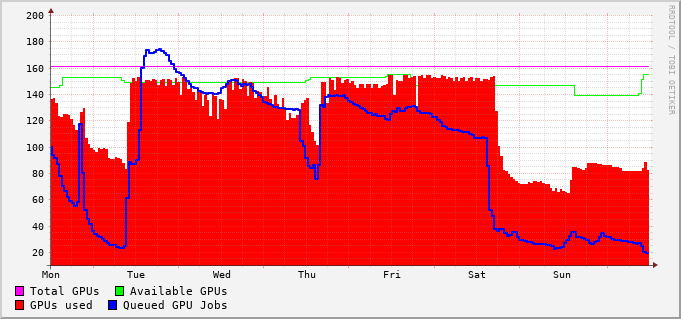 200
180
160
140
120
100
80
60
40
20
Mon Tue Wed Thu Fri Sat Sun
Total GPUs Available GPUs
GPUs used Queued GPU Jobs
RRDTOOL / TOBI OETIKER